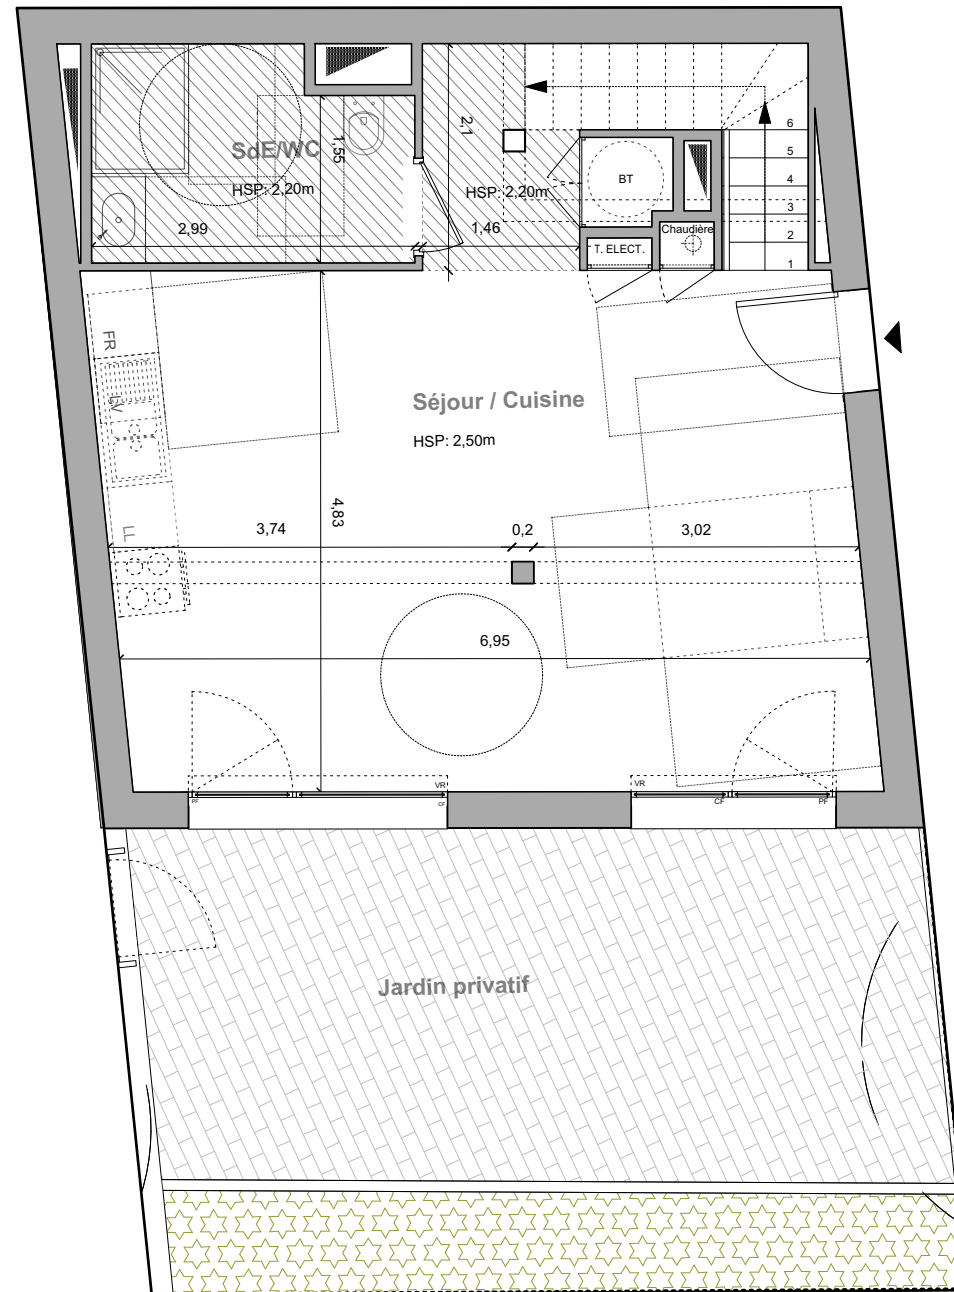 SdE/WC
HSP: 2,20m
1,55
2,99
2,1
HSP: 2,20m
1,46
BT
T. ELECT.
Chaudière
6
5
4
3
2
1
FR
LV
LL
Séjour / Cuisine
HSP: 2,50m
4,83
3,74
0,2
3,02
6,95
VR
PF
CF
VR
CF
PF
Jardin privatif